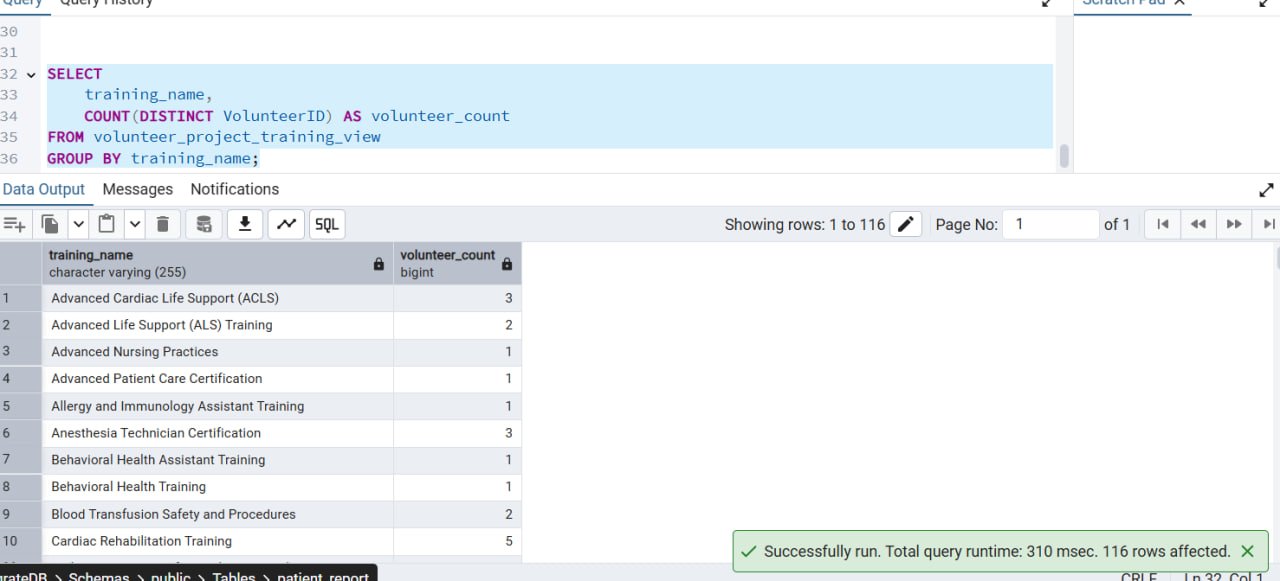 Query Query History
Scratch Pad
30
31
32 SELECT
33 training_name,
34 COUNT(DISTINCT VolunteerID) AS volunteer_count
35 FROM volunteer_project_training_view
36 GROUP BY training_name;
Data Output Messages Notifications
SQL Showing rows: 1 to 116 Page No: 1 of 1
training_name volunteer_count
character varying (255) bigint
1 Advanced Cardiac Life Support (ACLS) 3
2 Advanced Life Support (ALS) Training 2
3 Advanced Nursing Practices 1
4 Advanced Patient Care Certification 1
5 Allergy and Immunology Assistant Training 1
6 Anesthesia Technician Certification 3
7 Behavioral Health Assistant Training 1
8 Behavioral Health Training 1
9 Blood Transfusion Safety and Procedures 2
10 Cardiac Rehabilitation Training 5
Successfully run. Total query runtime: 310 msec. 116 rows affected.
grateDB > Schemas > public > Tables > patient_report
CRLF Ln 32, Col 1